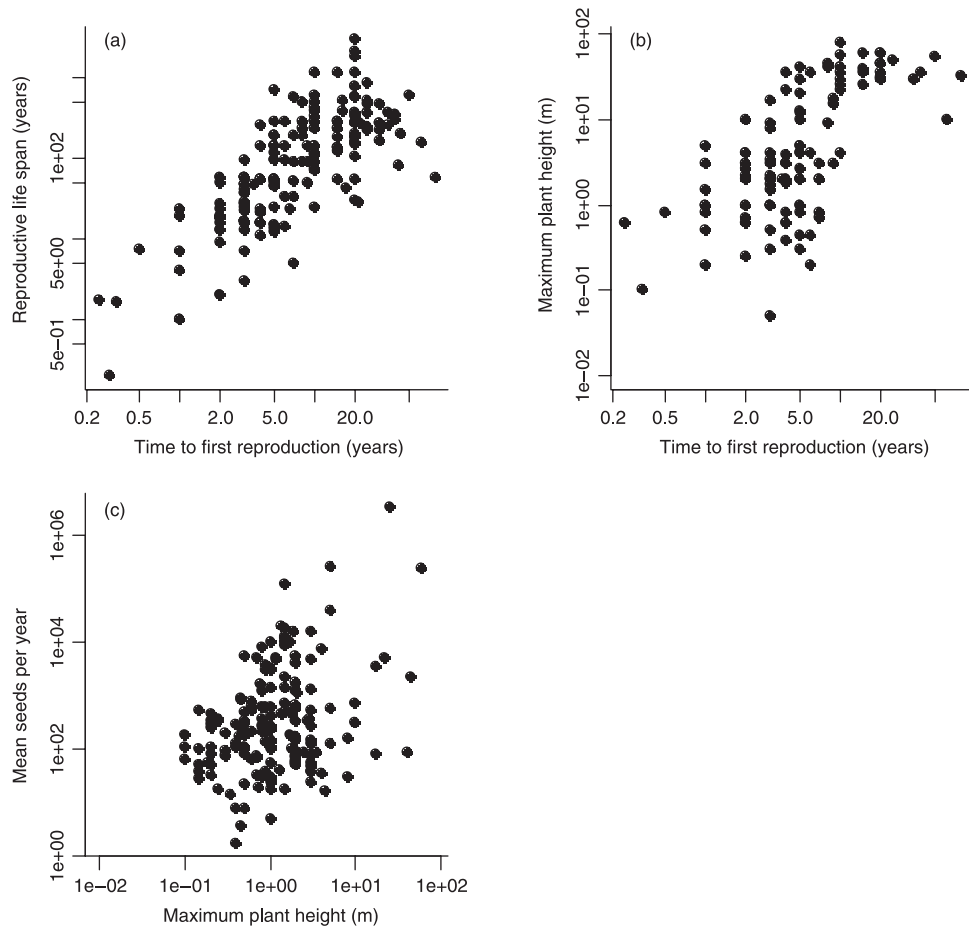 (a)
Reproductive life span (years)
1e+02
5e+00
5e−01
0.2 0.5 2.0 5.0 20.0
Time to first reproduction (years)
(b)
Maximum plant height (m)
1e+02
1e+01
1e+00
1e−01
1e−02
0.2 0.5 2.0 5.0 20.0
Time to first reproduction (years)
(c)
Mean seeds per year
1e+06
1e+04
1e+02
1e+00
1e−02 1e−01 1e+00 1e+01 1e+02
Maximum plant height (m)